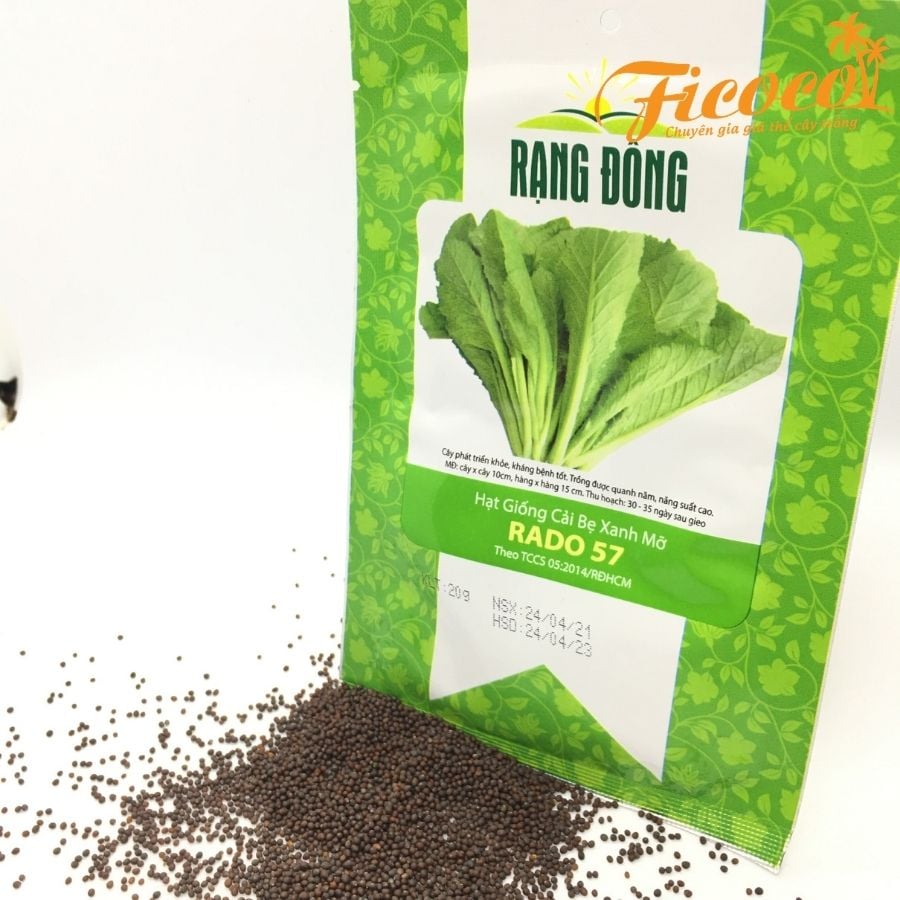 Ficoco
Chuyên gia giá thể cây trồng
RẠNG ĐÔNG
Cây phát triển khỏe, kháng bệnh tốt. Trồng được quanh năm, năng suất cao.
MĐ: cây x cây 10cm, hàng x hàng 15 cm. Thu hoạch: 30 - 35 ngày sau gieo
Hạt Giống Cải Bẹ Xanh Mỡ
RADO 57
Theo TCCS 05:2014/RĐHCM
KLT:20g
NSX:24/04/21
HSD:24/04/23